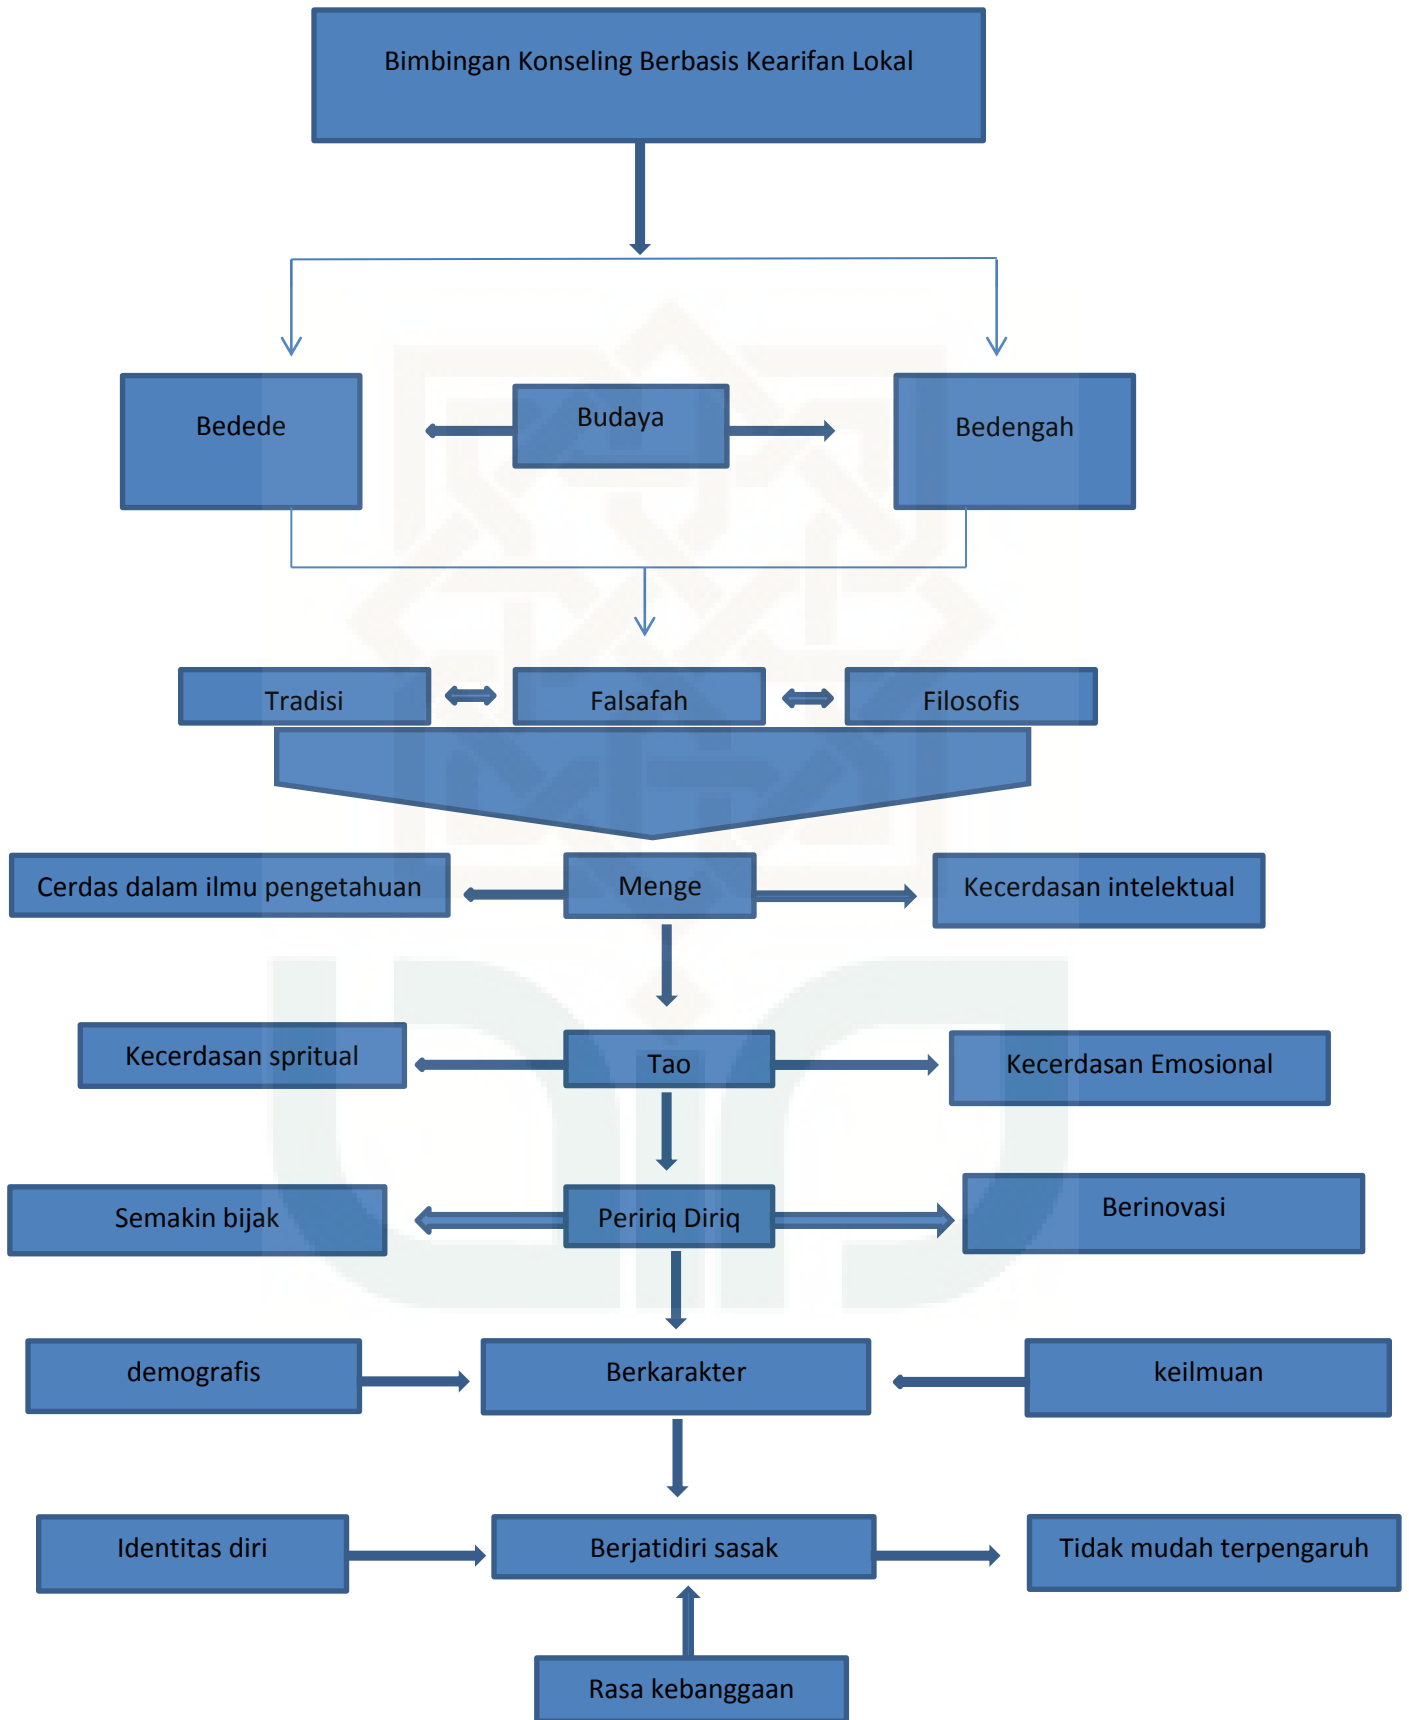 Bimbingan Konseling Berbasis Kearifan Lokal
Bedede
Budaya
Bedengah
Tradisi
Falsafah
Filosofis
Cerdas dalam ilmu pengetahuan
Menge
Kecerdasan intelektual
Kecerdasan spritual
Tao
Kecerdasan Emosional
Semakin bijak
Peririq Diriq
Berinovasi
demografis
Berkarakter
keilmuan
Identitas diri
Berjatidiri sasak
Tidak mudah terpengaruh
Rasa kebanggaan